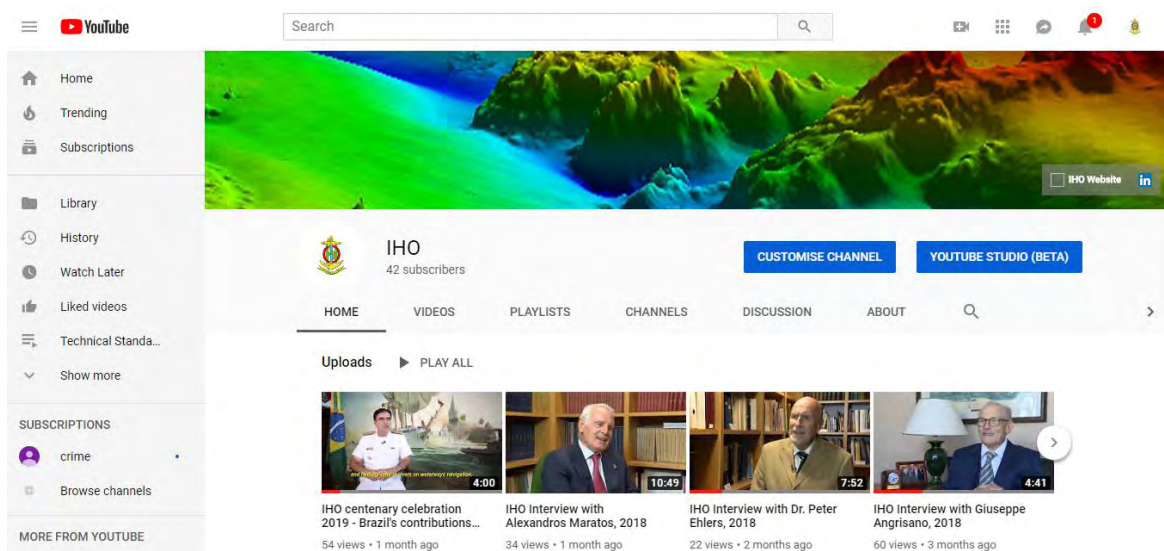 YouTube
Search
1
Home
Trending
Subscriptions
Library
History
Watch Later
Liked videos
Technical Standa...
Show more
SUBSCRIPTIONS
crime
Browse channels
MORE FROM YOUTUBE
IHO Website
in
IHO
42 subscribers
CUSTOMISE CHANNEL
YOUTUBE STUDIO (BETA)
HOME VIDEOS PLAYLISTS CHANNELS DISCUSSION ABOUT
Uploads PLAY ALL
4:00
10:49
7:52
4:41
IHO centenary celebration
2019 - Brazil's contributions...
54 views • 1 month ago
IHO Interview with
Alexandros Maratos, 2018
34 views • 1 month ago
IHO Interview with Dr. Peter
Ehlers, 2018
22 views • 2 months ago
IHO Interview with Giuseppe
Angrisano, 2018
60 views • 3 months ago